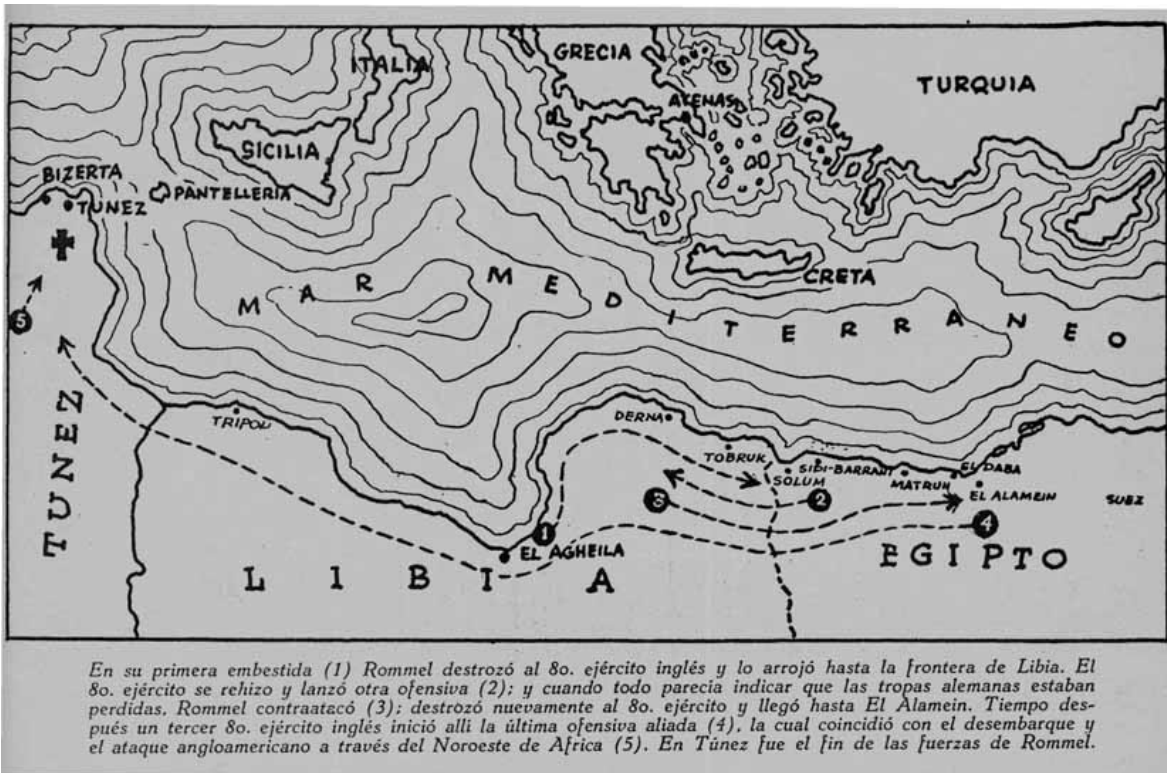 GRECIA
ITALIA
ATENAS
TURQUIA
SICILIA
BIZERTA
PANTELLERIA
TUNEZ
CRETA
MAR MEDITERRANEO
5
TUNEZ
TRIPOLI
DERNA
TOBRUK
SOLUM
SIDI-BARRANI
MATRUH
EL DABA
EL ALAMEIN
SUEZ
3
2
1
4
EL AGHEILA
LIBIA
EGIPTO
En su primera embestida (1) Rommel destrozó al 8o. ejército inglés y lo arrojó hasta la frontera de Libia. El
8o. ejército se rehizo y lanzó otra ofensiva (2); y cuando todo parecia indicar que las tropas alemanas estaban
perdidas, Rommel contraatacó (3); destrozó nuevamente al 8o. ejército y llegó hasta El Alamein. Tiempo des-
pués un tercer 8o. ejército inglés inició allí la última ofensiva aliada (4), la cual coincidió con el desembarque y
el ataque angloamericano a través del Noroeste de Africa (5). En Túnez fue el fin de las fuerzas de Rommel.